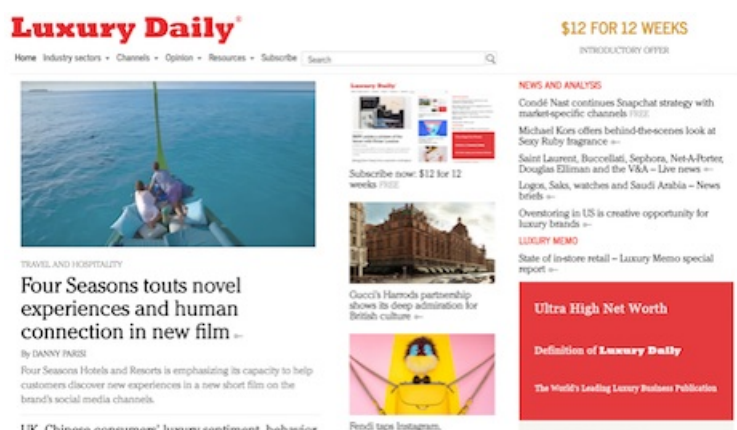 Luxury Daily®
$12 FOR 12 WEEKS
INTRODUCTORY OFFER
Home Industry sectors Channels Opinion Resources Subscribe Search
TRAVEL AND HOSPITALITY
Four Seasons touts novel
experiences and human
connection in new film
By DANNY PARISI
Four Seasons Hotels and Resorts is emphasizing its capacity to help
customers discover new experiences in a new short film on the
brand's social media channels.
UK, Chinese consumers' luxury sentiment, behavior
Luxury Daily
Subscribe now: $12 for 12
weeks FREE
Gucci's Harrods partnership
shows its deep admiration for
British culture
Fendi taps Instagram,
NEWS AND ANALYSIS
Condé Nast continues Snapchat strategy with
market-specific channels FREE
Michael Kors offers behind-the-scenes look at
Sexy Ruby fragrance
Saint Laurent, Buccellati, Sephora, Net-A-Porter,
Douglas Elliman and the V&A – Live news
Logos, Saks, watches and Saudi Arabia – News
briefs
Overstoring in US is creative opportunity for
luxury brands
LUXURY MEMO
State of in-store retail – Luxury Memo special
report
Ultra High Net Worth
Definition of Luxury Daily
The World's Leading Luxury Business Publication